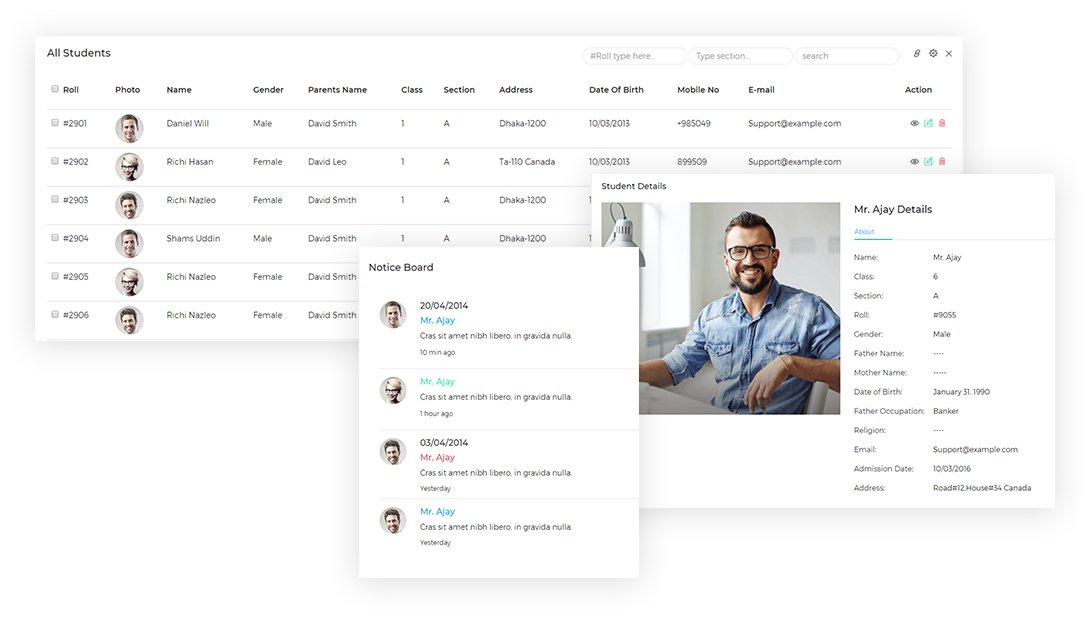 All Students
#Roll type here.. Type section... search
Roll Photo Name Gender Parents Name Class Section Address Date Of Birth Mobile No E-mail Action
#2901 Daniel Will Male David Smith 1 A Dhaka-1200 10/03/2013 +985049 Support@example.com
#2902 Richi Hasan Female David Leo 1 A Ta-110 Canada 10/03/2013 899509 Support@example.com
#2903 Richi Nazleo Female David Smith 1 A Dhaka-1200 1
#2904 Shams Uddin Male David Smith 1 A Dhaka-1200 1
#2905 Richi Nazleo Female David Smith
#2906 Richi Nazleo Female David Smith
Notice Board
20/04/2014
Mr. Ajay
Cras sit amet nibh libero, in gravida nulla.
10 min ago
Mr. Ajay
Cras sit amet nibh libero, in gravida nulla.
1 hour ago
03/04/2014
Mr. Ajay
Cras sit amet nibh libero, in gravida nulla.
Yesterday
Mr. Ajay
Cras sit amet nibh libero, in gravida nulla.
Yesterday
Student Details
Mr. Ajay Details
About
Name: Mr. Ajay
Class: 6
Section: A
Roll: #9055
Gender: Male
Father Name: ----
Mother Name: -----
Date of Birth: January 31, 1990
Father Occupation: Banker
Religion: ----
Email: Support@example.com
Admission Date: 10/03/2016
Address: Road#12,House#34 Canada